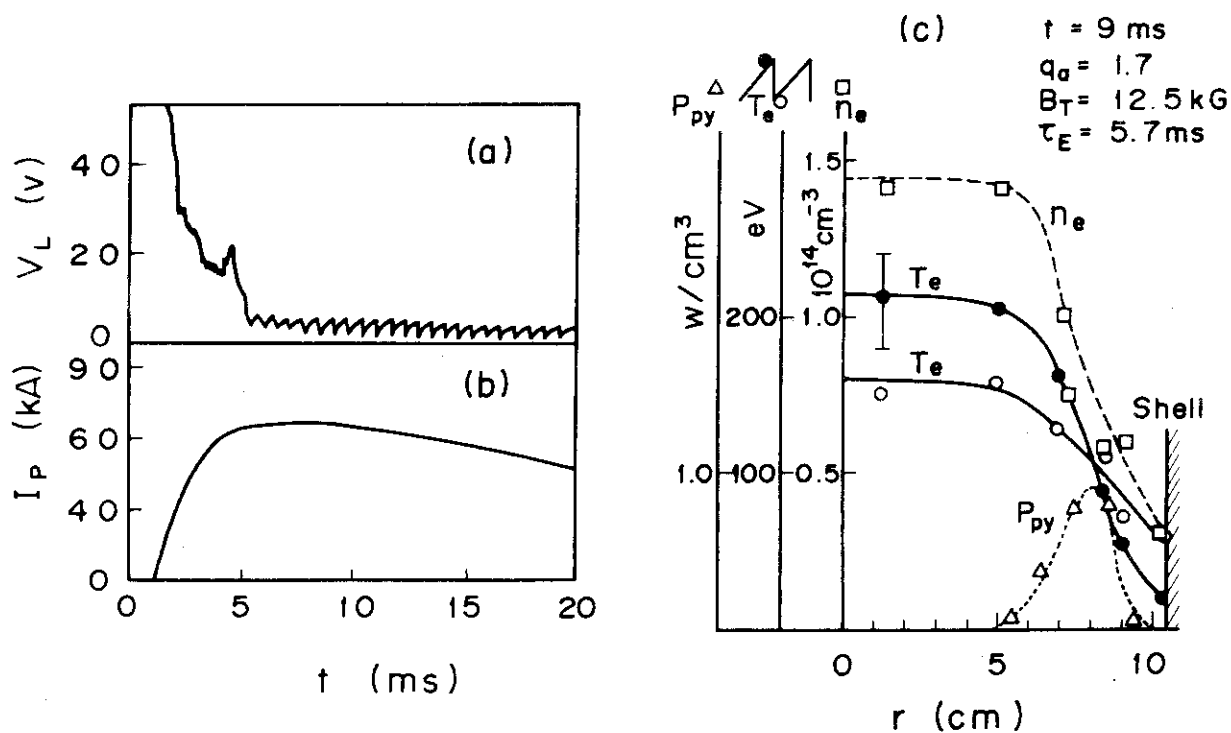 (a)
V_L (v)
40
20
0
(b)
I_P (kA)
90
60
40
0
0 5 10 15 20
t (ms)
(c)
t = 9 ms
q_a = 1.7
B_T = 12.5 kG
τ_E = 5.7 ms
P_py T_e n_e
w/cm³ eV 10¹⁴ cm⁻³
1.5
200 1.0
1.0 100 0.5
n_e
T_e
T_e
P_py
Shell
0 5 10
r (cm)